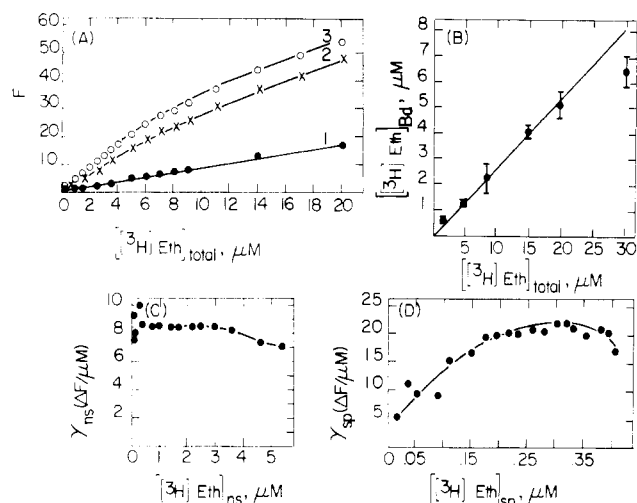 (A)
60
50
40
30
20
10
F
3
2
1
0 2 4 6 8 10 12 14 16 18 20
[[³H] Eth]total, μM
(B)
8
7
6
5
4
3
2
1
[[³H] Eth]Bd, μM
5 10 15 20 25 30
[[³H] Eth]total, μM
(C)
10
8
6
4
2
γns(ΔF/μM)
0 1 2 3 4 5
[[³H] Eth]ns, μM
(D)
25
20
15
10
5
γsp(ΔF/μM)
0 .05 .15 .25 .35
[[³H] Eth]sp, μM